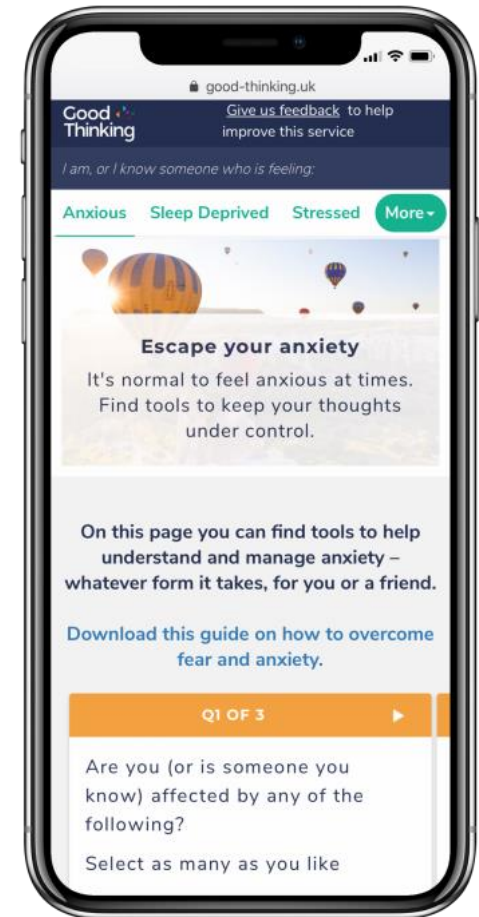 good-thinking.uk
Good
Thinking
Give us feedback to help
improve this service
I am, or I know someone who is feeling:
Anxious Sleep Deprived Stressed More
Escape your anxiety
It's normal to feel anxious at times.
Find tools to keep your thoughts
under control.
On this page you can find tools to help
understand and manage anxiety –
whatever form it takes, for you or a friend.
Download this guide on how to overcome
fear and anxiety.
Q1 OF 3
Are you (or is someone you
know) affected by any of the
following?
Select as many as you like